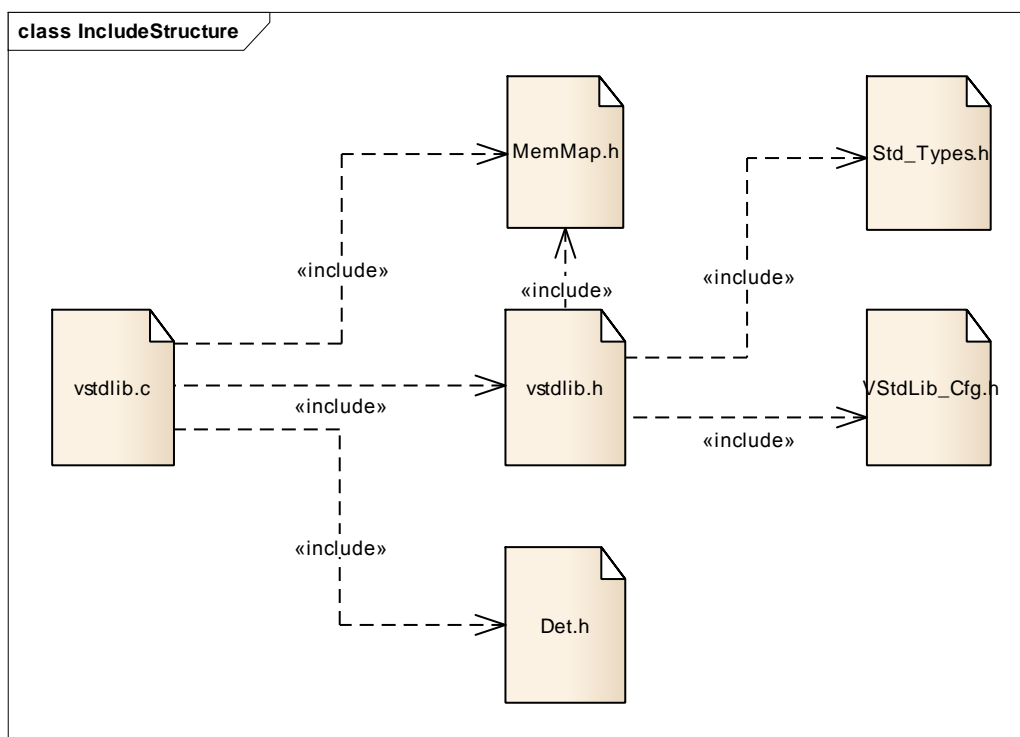 class IncludeStructure
MemMap.h
Std_Types.h
«include»
«include»
«include»
vstdlib.c
vstdlib.h
VStdLib_Cfg.h
«include»
«include»
«include»
Det.h